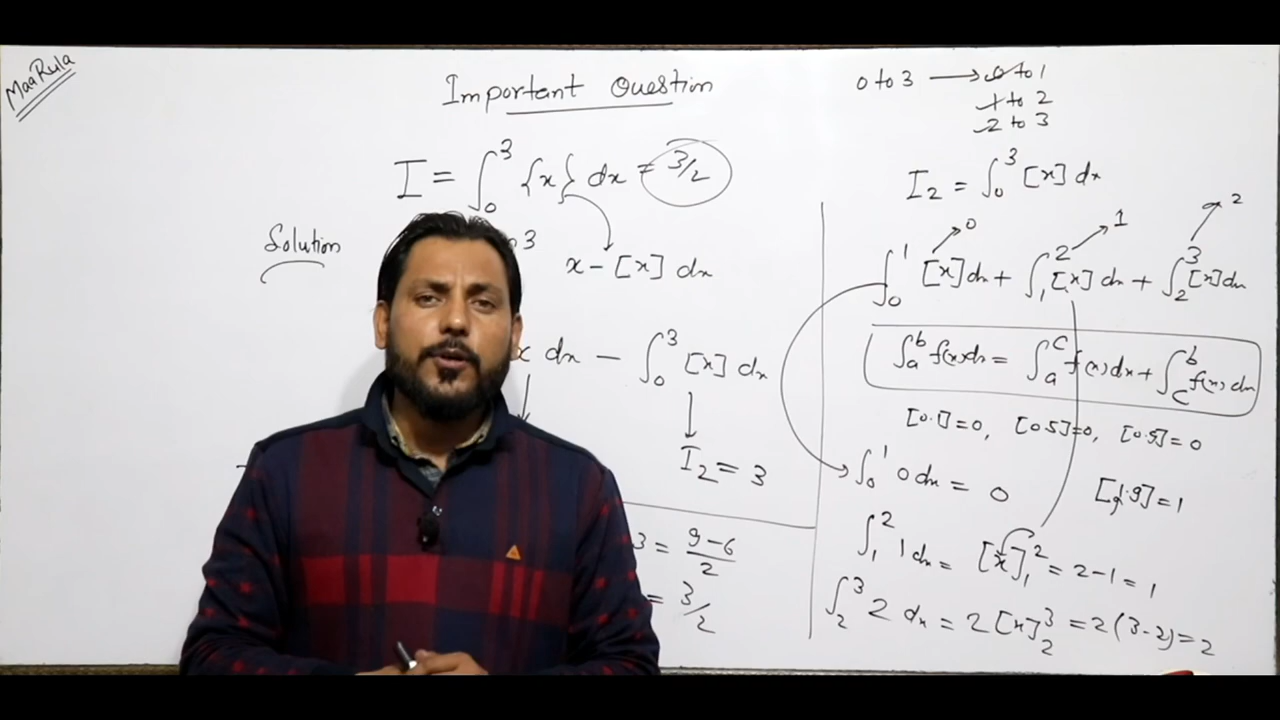 MaaRula
Important Question
I = ∫₀³ {x} dx = 3/2
Solution
3
x - [x] dx
x dx - ∫₀³ [x] dx
I₂ = 3
3 = 9-6/2
= 3/2
0 to 3 → 0 to 1
1 to 2
2 to 3
I₂ = ∫₀³ [x] dx
0 1 2
∫₀¹ [x] dx + ∫₁² [x] dx + ∫₂³ [x] dx
∫ₐᵇ f(x) dx = ∫ₐᶜ f(x) dx + ∫꜀ᵇ f(x) dx
[0.1] = 0, [0.5] = 0, [0.9] = 0
∫₀¹ 0 dx = 0
[1.9] = 1
∫₁² 1 dx = [x]₁² = 2-1 = 1
∫₂³ 2 dx = 2 [x]₂³ = 2(3-2) = 2